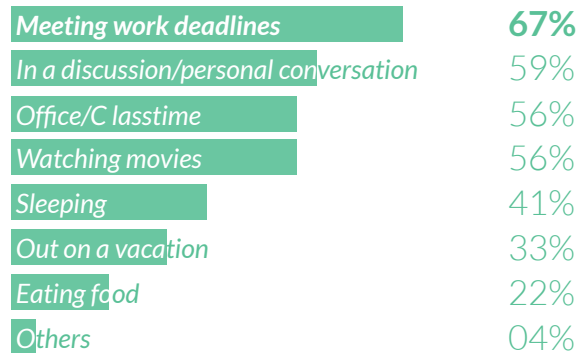 Meeting work deadlines 67%
In a discussion/personal conversation 59%
Office/C lasstime 56%
Watching movies 56%
Sleeping 41%
Out on a vacation 33%
Eating food 22%
Others 04%